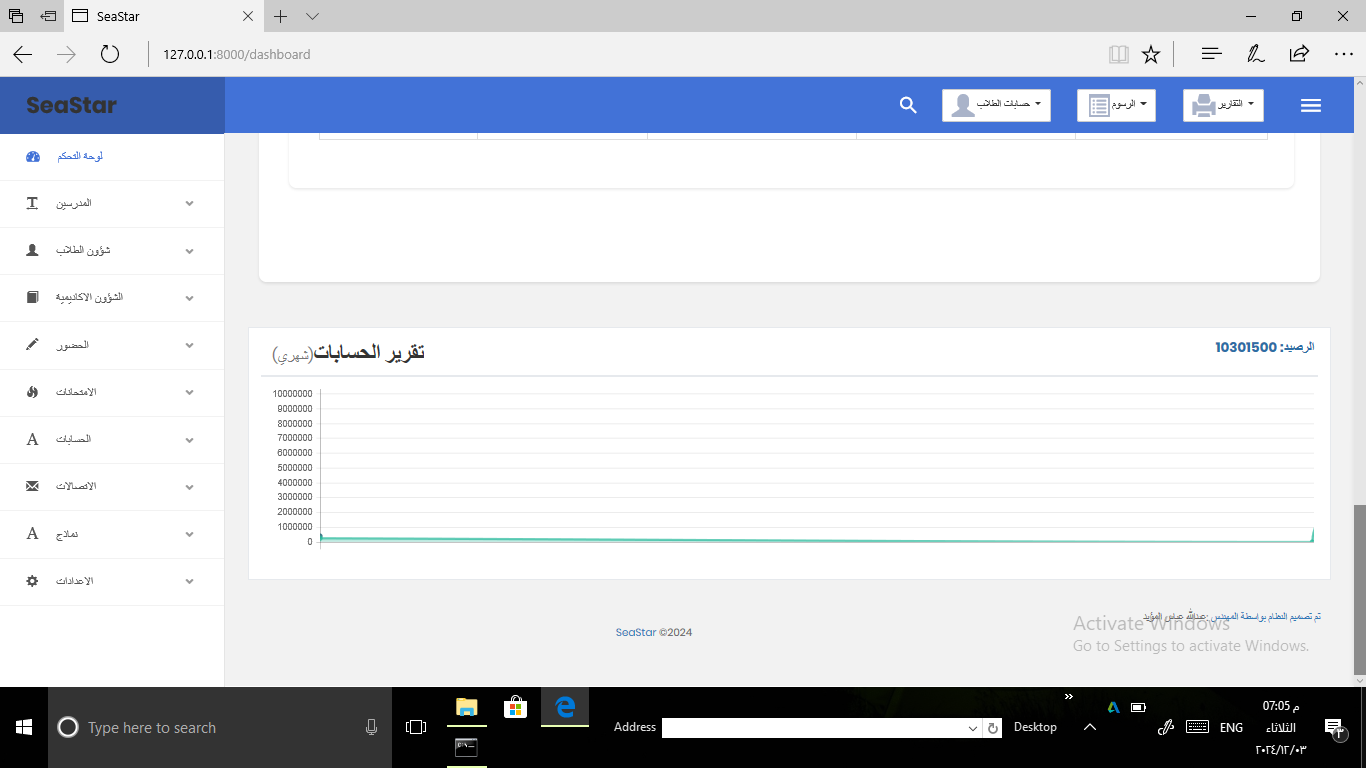 SeaStar
127.0.0.1:8000/dashboard
SeaStar
حسابات الطلاب
الرسوم
التقارير
لوحة التحكم
المدرسين
شؤون الطلاب
الشؤون الاكاديمية
الحضور
الامتحانات
A الحسابات
الاتصالات
A نماذج
الاعدادات
تقرير الحسابات(شهري)
الرصيد: 10301500
10000000
9000000
8000000
7000000
6000000
5000000
4000000
3000000
2000000
1000000
0
تم تصميم النظام بواسطة المهندس :عبدالله عباس المؤيد
SeaStar ©2024
Activate Windows
Go to Settings to activate Windows.
Type here to search
Address
Desktop
ENG
07:05 م
الثلاثاء
٢٠٢٤/١٢/٠٣
٣